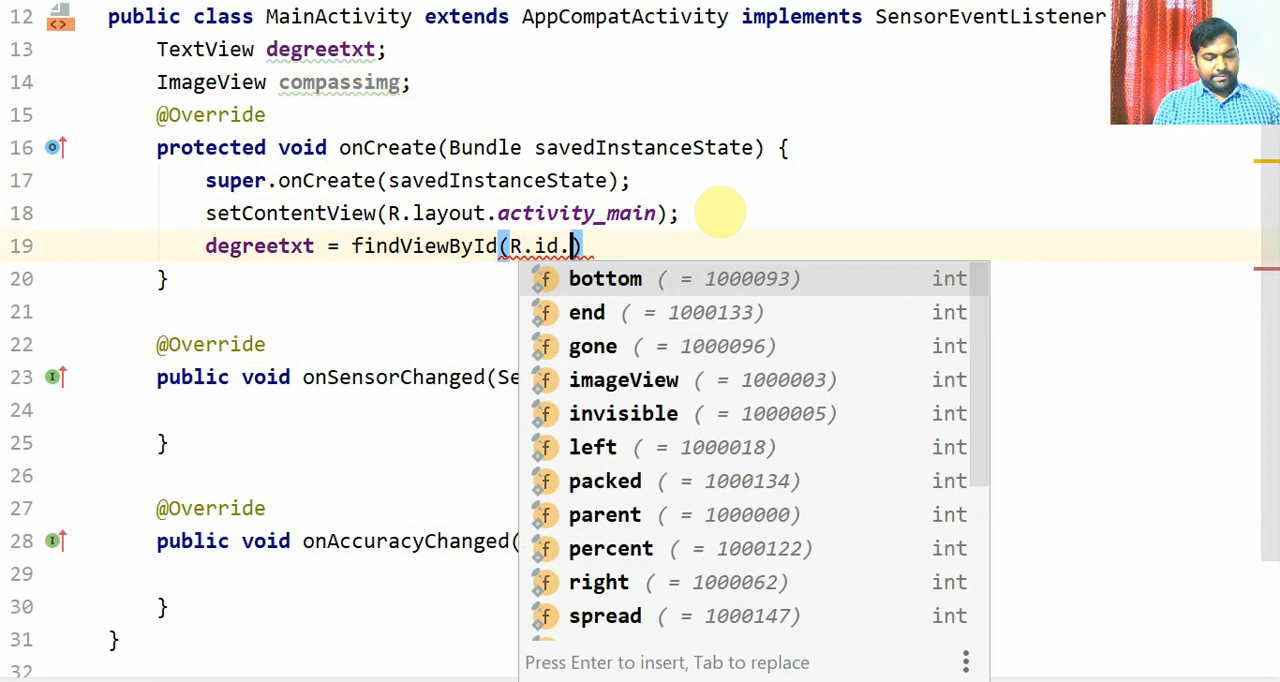 12 public class MainActivity extends AppCompatActivity implements SensorEventListener
13 TextView degreetxt;
14 ImageView compassimg;
15 @Override
16 protected void onCreate(Bundle savedInstanceState) {
17 super.onCreate(savedInstanceState);
18 setContentView(R.layout.activity_main);
19 degreetxt = findViewById(R.id.)
20 }
21
22 @Override
23 public void onSensorChanged(Se
24
25 }
26
27 @Override
28 public void onAccuracyChanged(
29
30 }
31 }
32
bottom ( = 1000093) int
end ( = 1000133) int
gone ( = 1000096) int
imageView ( = 1000003) int
invisible ( = 1000005) int
left ( = 1000018) int
packed ( = 1000134) int
parent ( = 1000000) int
percent ( = 1000122) int
right ( = 1000062) int
spread ( = 1000147) int
Press Enter to insert, Tab to replace